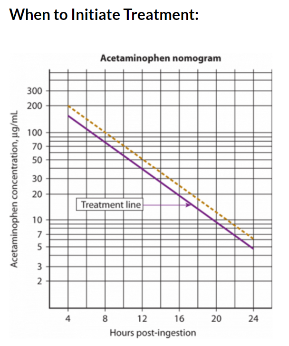 When to Initiate Treatment:
Acetaminophen nomogram
Acetaminophen concentration, µg/mL
300
200
100
70
50
30
20
10
7
5
3
2
Treatment line
4 8 12 16 20 24
Hours post-ingestion